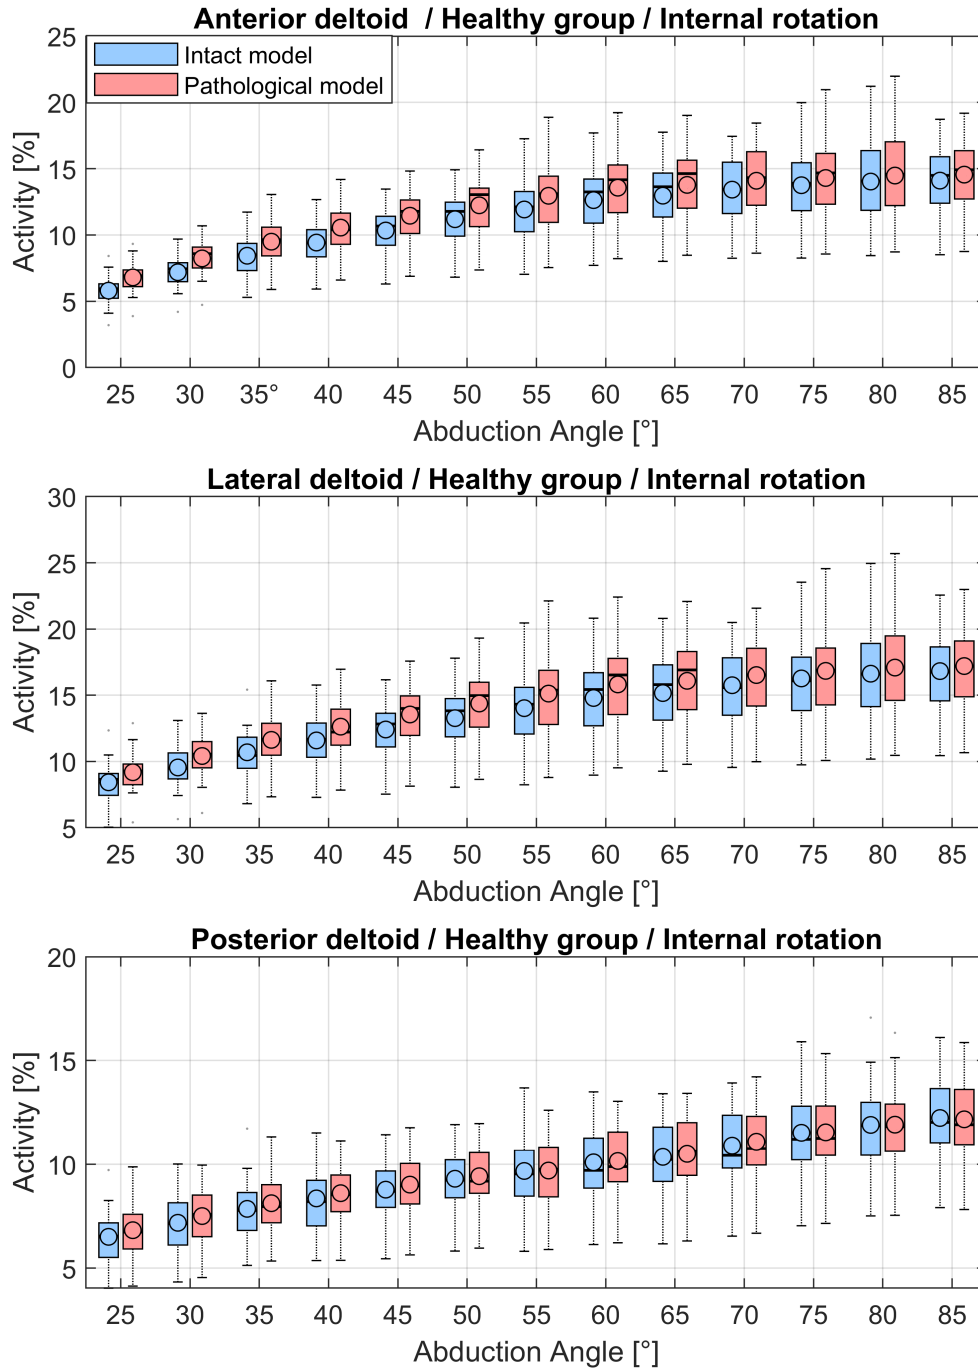 Anterior deltoid / Healthy group / Internal rotation
Intact model
Pathological model
Activity [%]
25
20
15
10
5
0
25 30 35° 40 45 50 55 60 65 70 75 80 85
Abduction Angle [°]
Lateral deltoid / Healthy group / Internal rotation
Activity [%]
30
25
20
15
10
5
25 30 35 40 45 50 55 60 65 70 75 80 85
Abduction Angle [°]
Posterior deltoid / Healthy group / Internal rotation
Activity [%]
20
15
10
5
25 30 35 40 45 50 55 60 65 70 75 80 85
Abduction Angle [°]